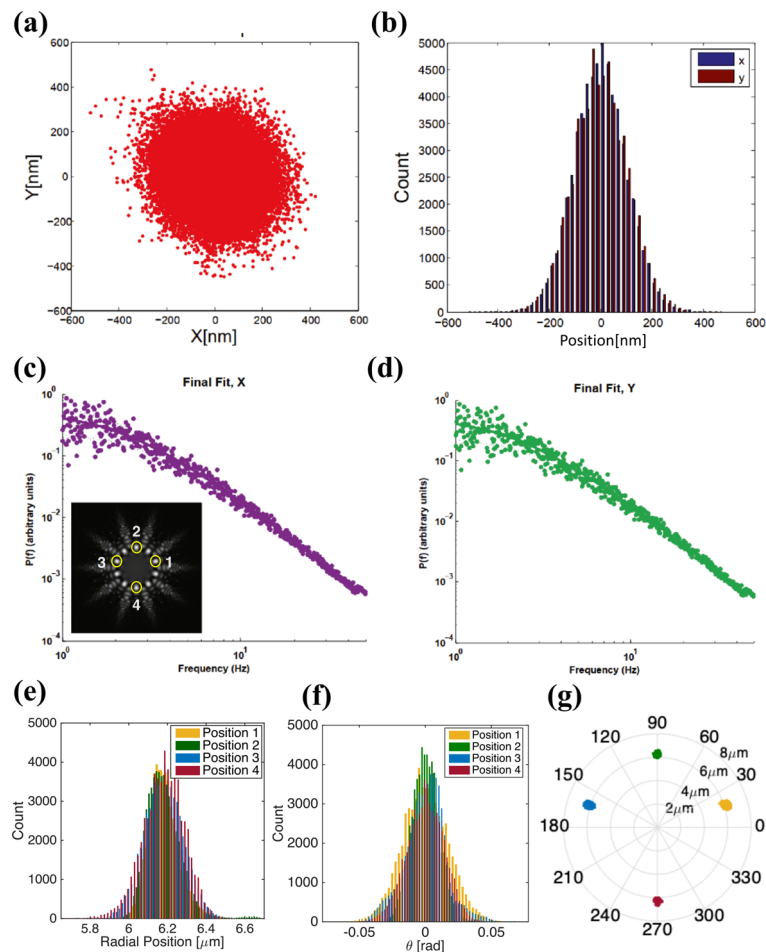 (a)
600
400
200
0
−200
−400
−600
−600 −400 −200 0 200 400 600
Y[nm]
X[nm]
(b)
5000
4500
4000
3500
3000
2500
2000
1500
1000
500
0
−600 −400 −200 0 200 400 600
Count
Position[nm]
x
y
(c)
Final Fit, X
10⁰
10⁻¹
10⁻²
10⁻³
10⁻⁴
P(f) (arbitrary units)
10⁰ 10¹
Frequency (Hz)
2
3 1
4
(d)
Final Fit, Y
10⁰
10⁻¹
10⁻²
10⁻³
10⁻⁴
P(f) (arbitrary units)
10⁰ 10¹
Frequency (Hz)
(e)
5000
4000
3000
2000
1000
0
Count
5.8 6 6.2 6.4 6.6
Radial Position [μm]
Position 1
Position 2
Position 3
Position 4
(f)
5000
4000
3000
2000
1000
0
Count
-0.05 0 0.05
θ [rad]
Position 1
Position 2
Position 3
Position 4
(g)
90
120 60
150 30
180 0
210 330
240 300
270
8μm
6μm
4μm
2μm